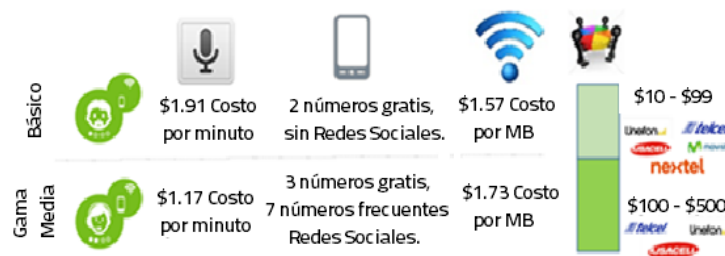 Básico
$1.91 Costo
por minuto
2 números gratis,
sin Redes Sociales.
$1.57 Costo
por MB
$10 - $99
Unefon
telcel
IUSACELL
movistar
nextel
Gama
Media
$1.17 Costo
por minuto
3 números gratis,
7 números frecuentes
Redes Sociales.
$1.73 Costo
por MB
$100 - $500
telcel
Unefon
IUSACELL